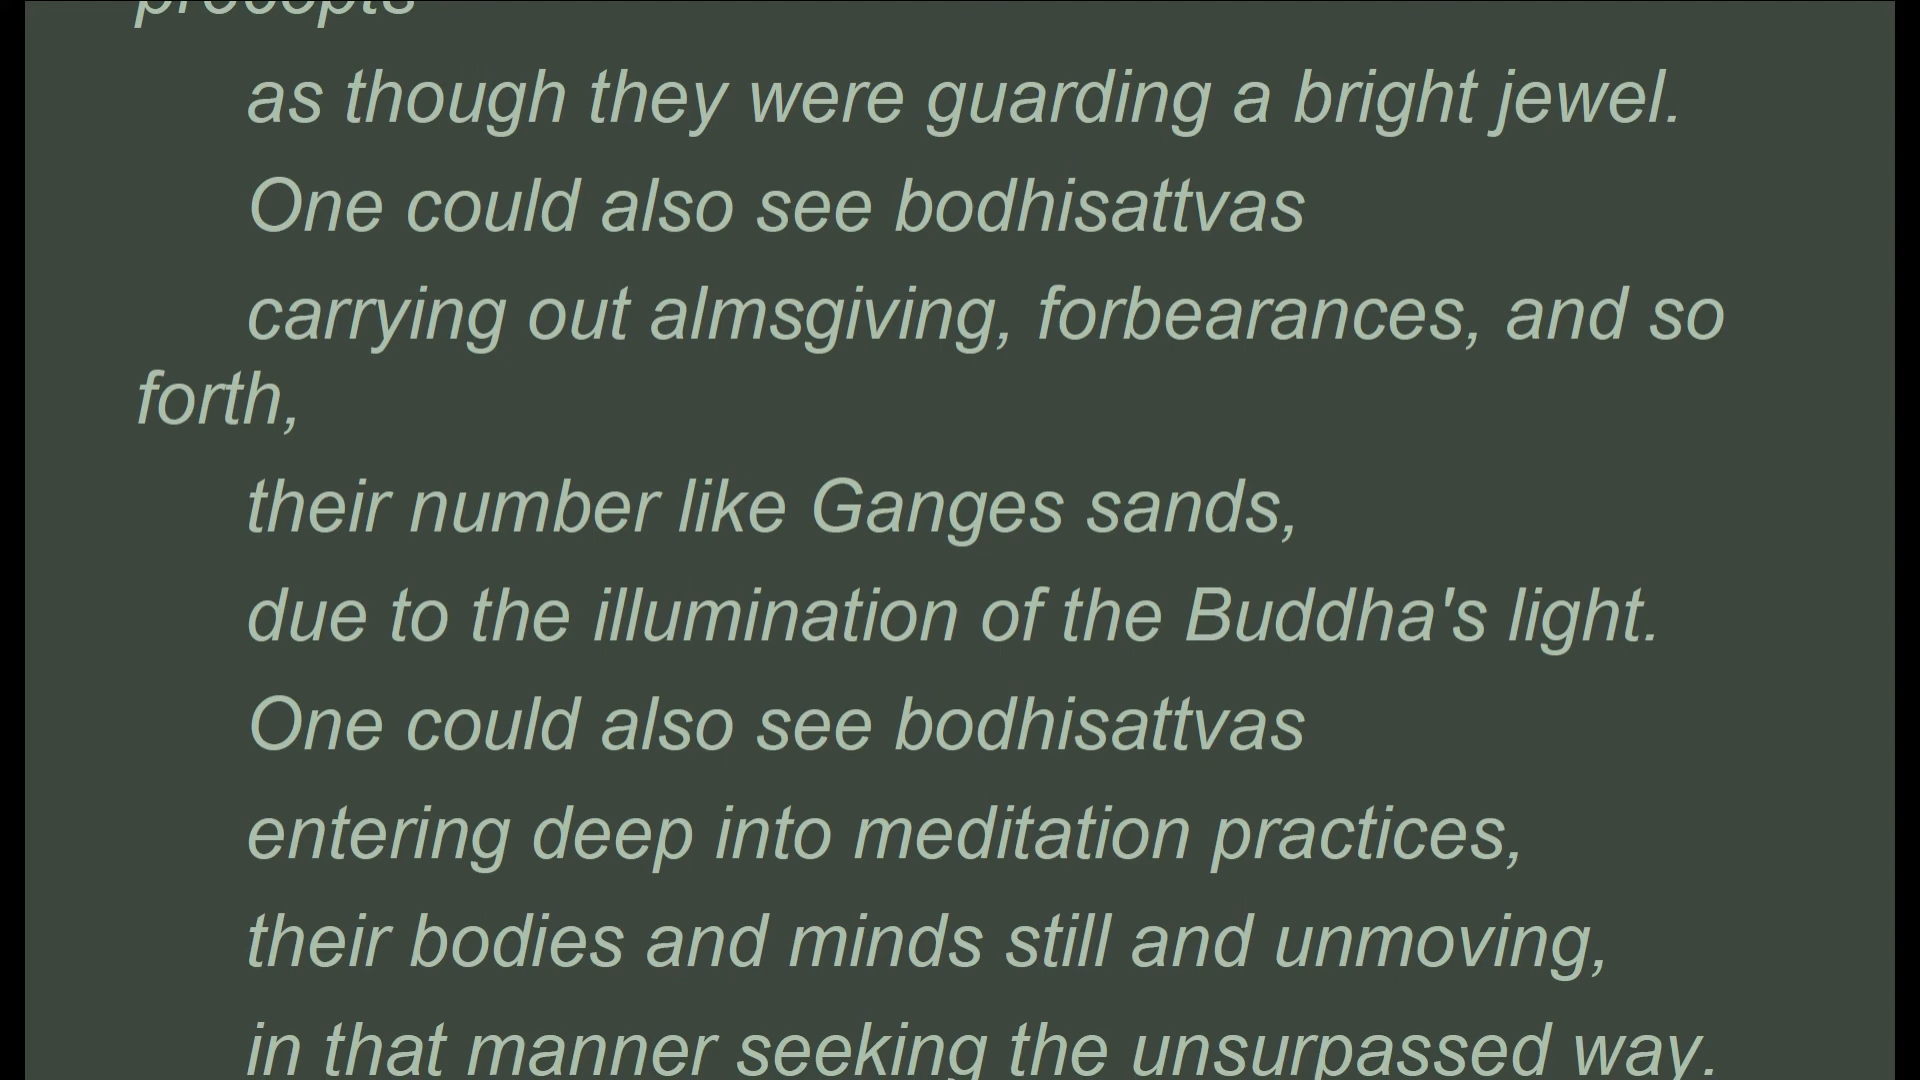 precepts
as though they were guarding a bright jewel.
One could also see bodhisattvas
carrying out almsgiving, forbearances, and so
forth,
their number like Ganges sands,
due to the illumination of the Buddha's light.
One could also see bodhisattvas
entering deep into meditation practices,
their bodies and minds still and unmoving,
in that manner seeking the unsurpassed way.